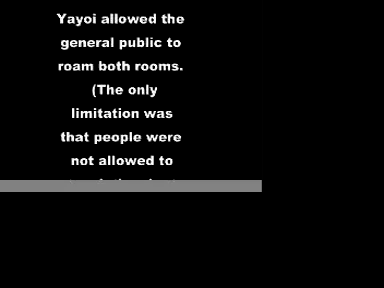 Yayoi allowed the
general public to
roam both rooms.
(The only
limitation was
that people were
not allowed to